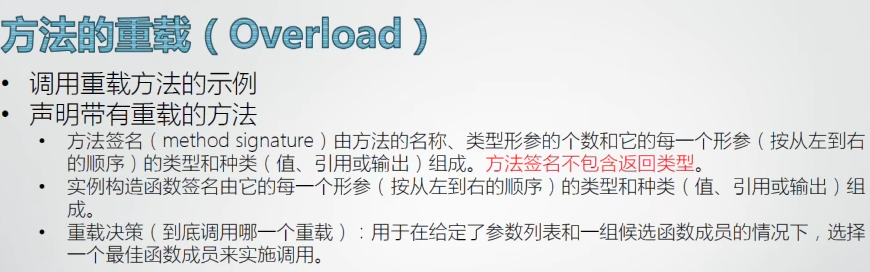 方法的重载（Overload）
• 调用重载方法的示例
• 声明带有重载的方法
• 方法签名（method signature）由方法的名称、类型形参的个数和它的每一个形参（按从左到右
的顺序）的类型和种类（值、引用或输出）组成。方法签名不包含返回类型。
• 实例构造函数签名由它的每一个形参（按从左到右的顺序）的类型和种类（值、引用或输出）组
成。
• 重载决策（到底调用哪一个重载）：用于在给定了参数列表和一组候选函数成员的情况下，选择
一个最佳函数成员来实施调用。